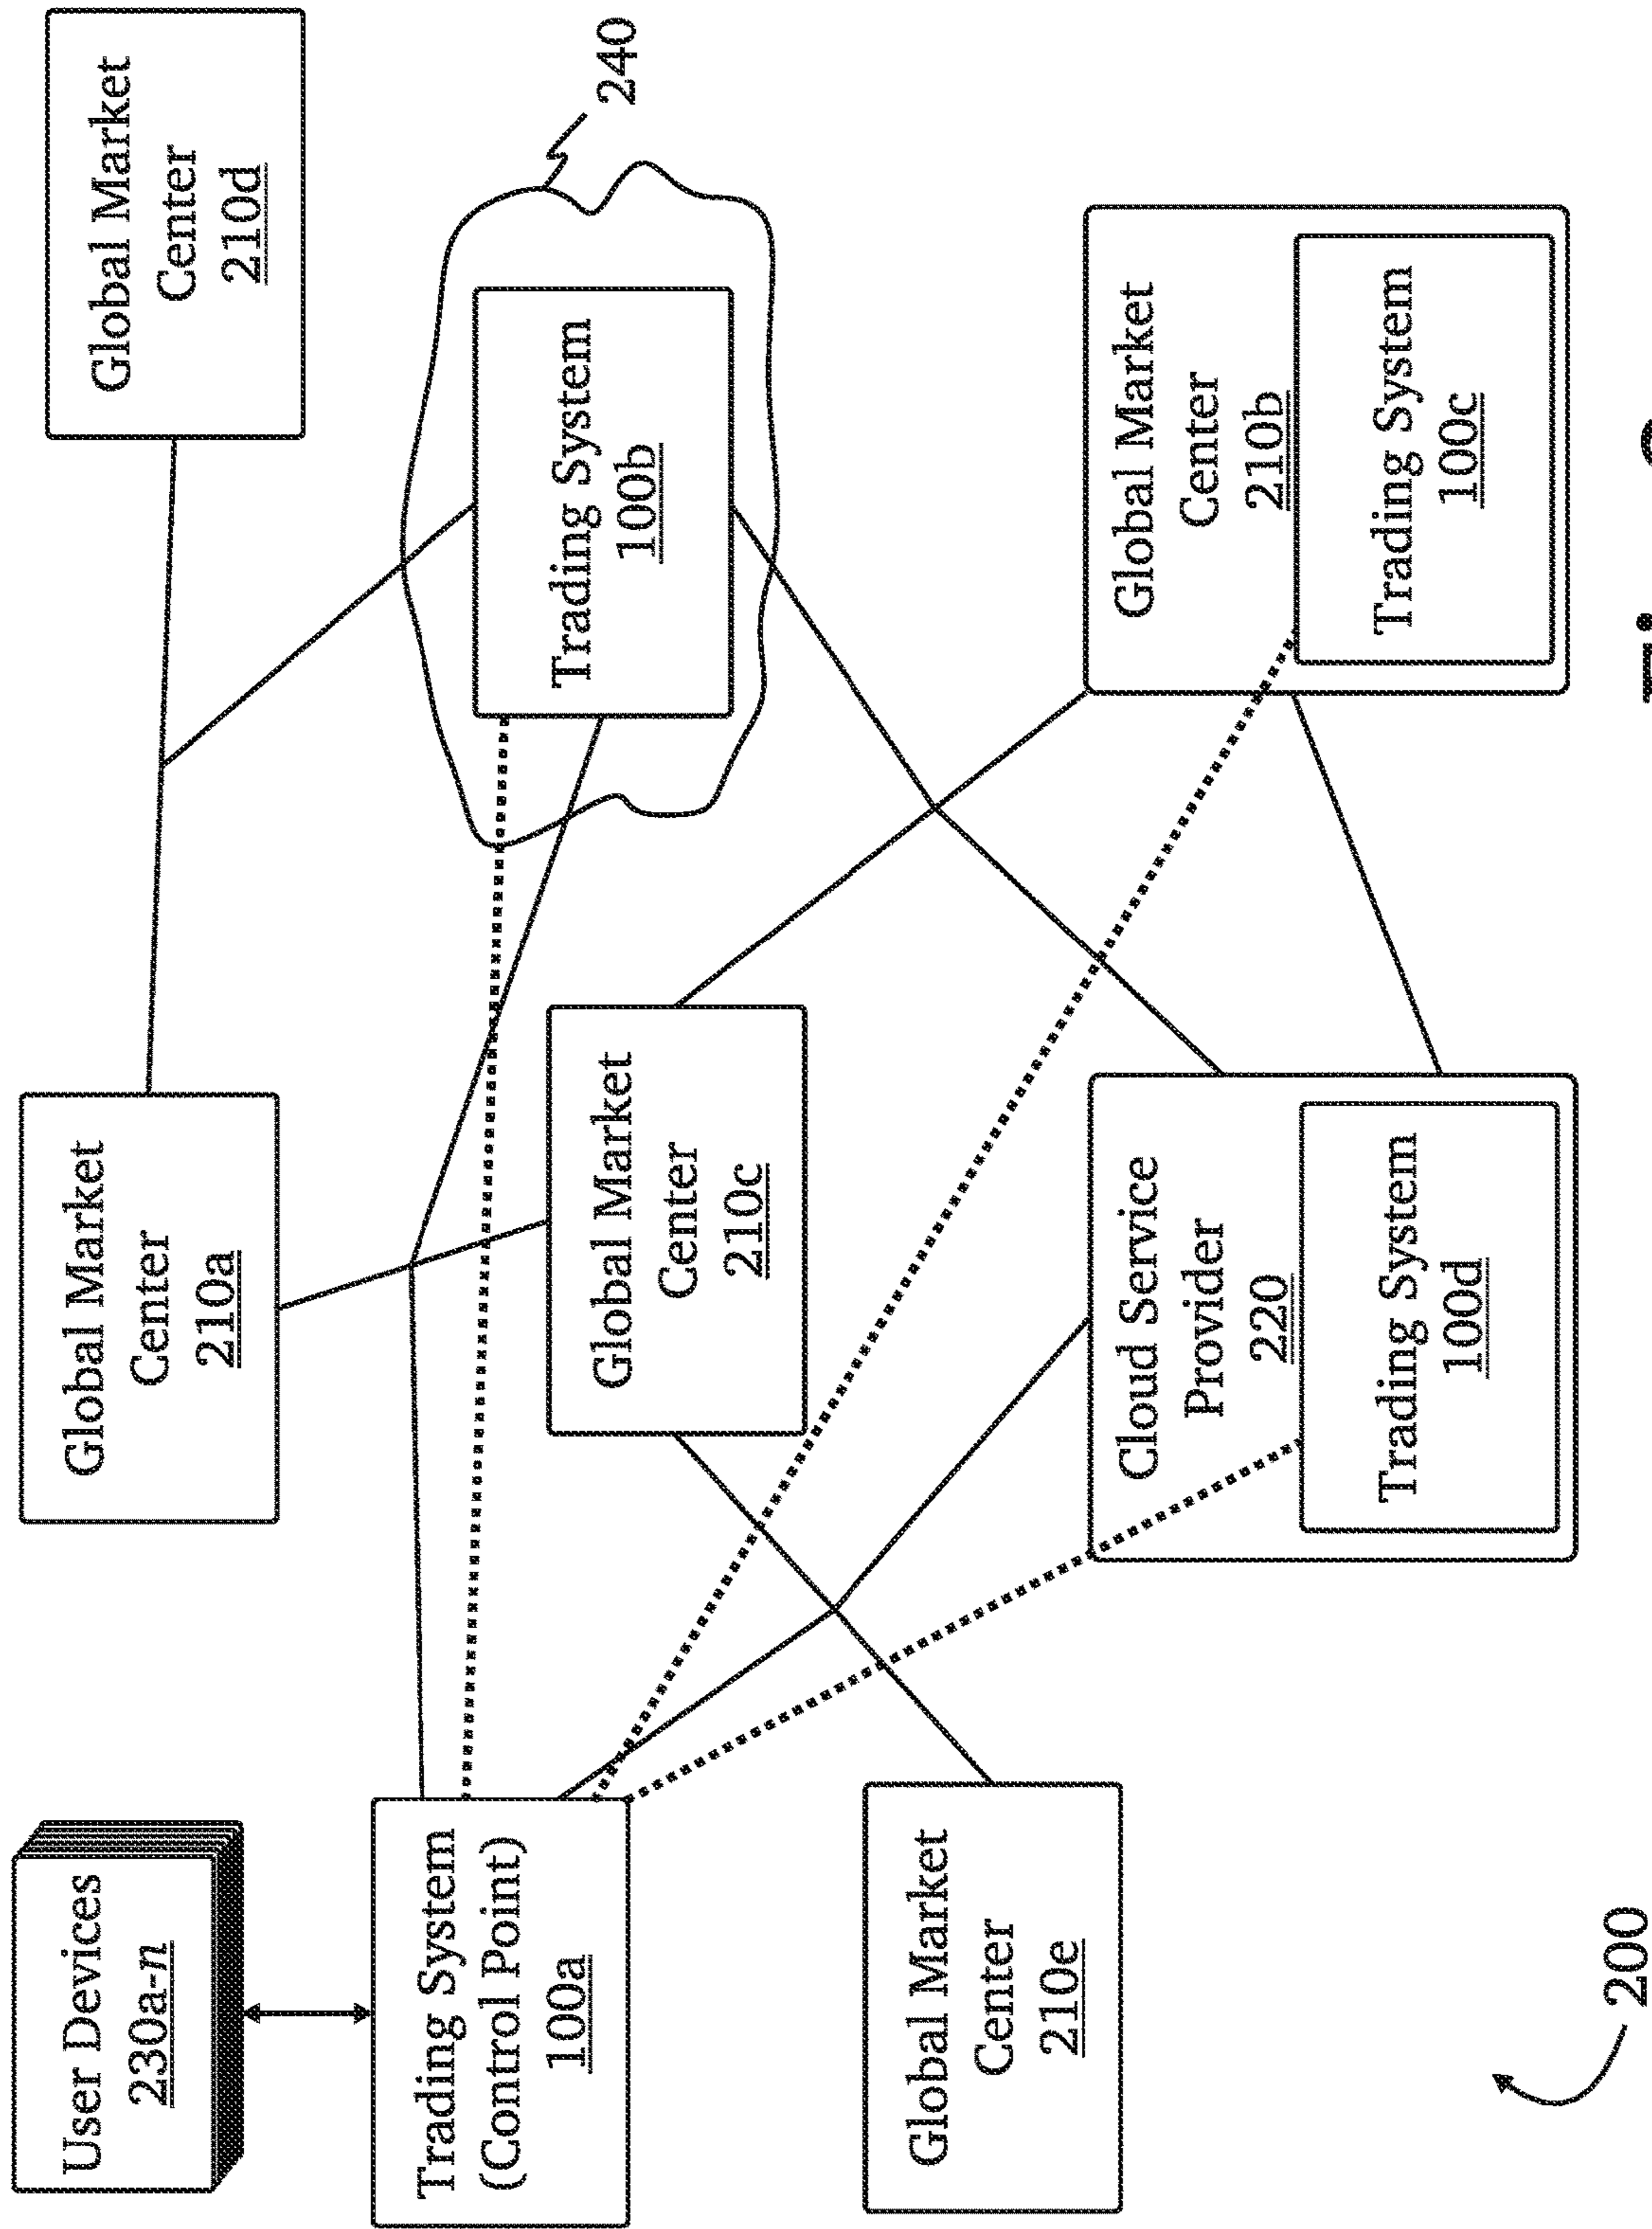 User Devices
230a-n
Global Market
Center
210a
Global Market
Center
210d
Trading System
(Control Point)
100a
Trading System
100b
240
Global Market
Center
210c
Global Market
Center
210e
Cloud Service
Provider
220
Trading System
100d
Global Market
Center
210b
Trading System
100c
200